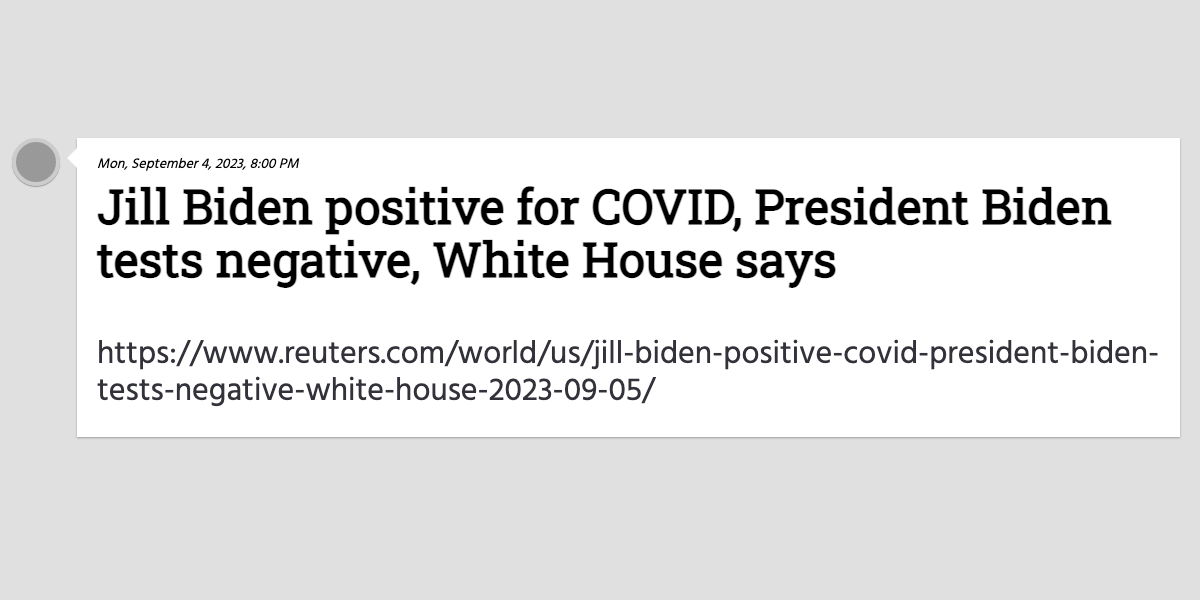 Mon, September 4, 2023, 8:00 PM
Jill Biden positive for COVID, President Biden
tests negative, White House says
https://www.reuters.com/world/us/jill-biden-positive-covid-president-biden-
tests-negative-white-house-2023-09-05/